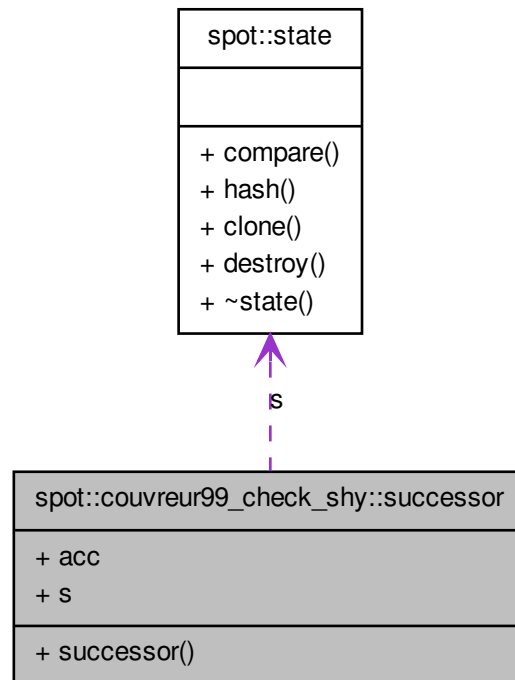 spot::state
+ compare()
+ hash()
+ clone()
+ destroy()
+ ~state()
s
spot::couvreur99_check_shy::successor
+ acc
+ s
+ successor()